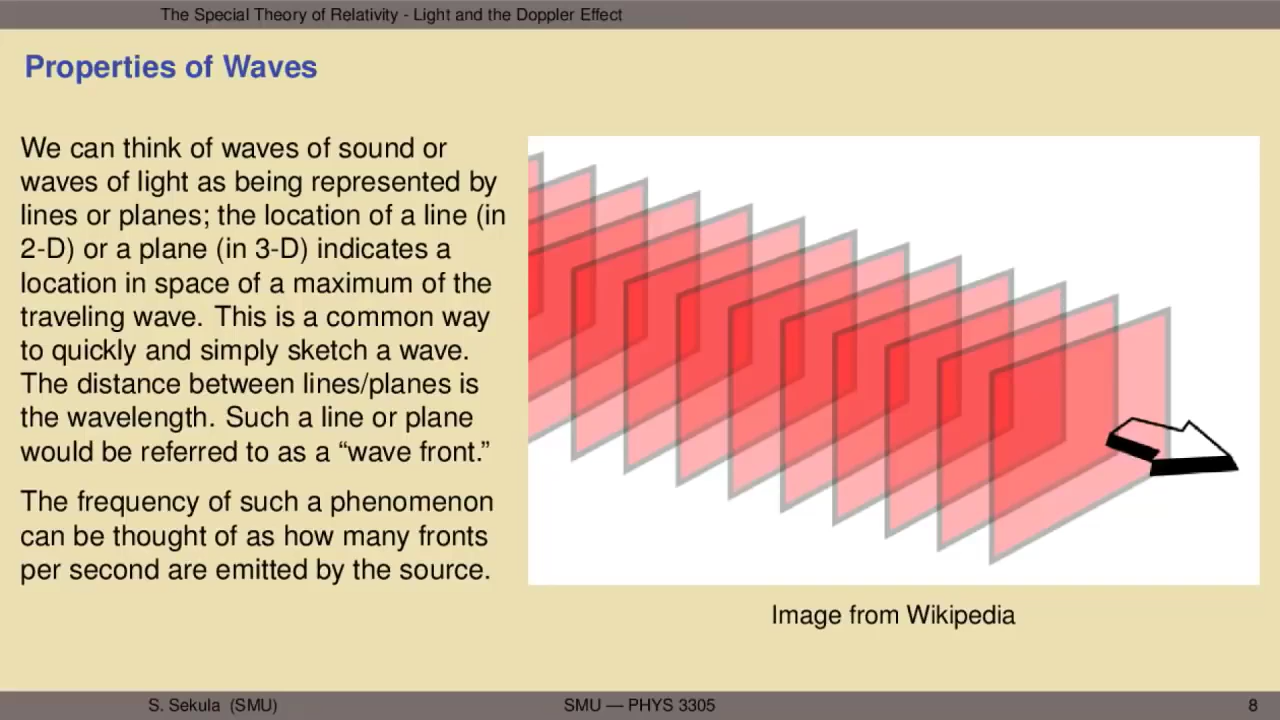 The Special Theory of Relativity - Light and the Doppler Effect
Properties of Waves
We can think of waves of sound or
waves of light as being represented by
lines or planes; the location of a line (in
2-D) or a plane (in 3-D) indicates a
location in space of a maximum of the
traveling wave. This is a common way
to quickly and simply sketch a wave.
The distance between lines/planes is
the wavelength. Such a line or plane
would be referred to as a “wave front.”
The frequency of such a phenomenon
can be thought of as how many fronts
per second are emitted by the source.
Image from Wikipedia
S. Sekula (SMU)
SMU — PHYS 3305
8